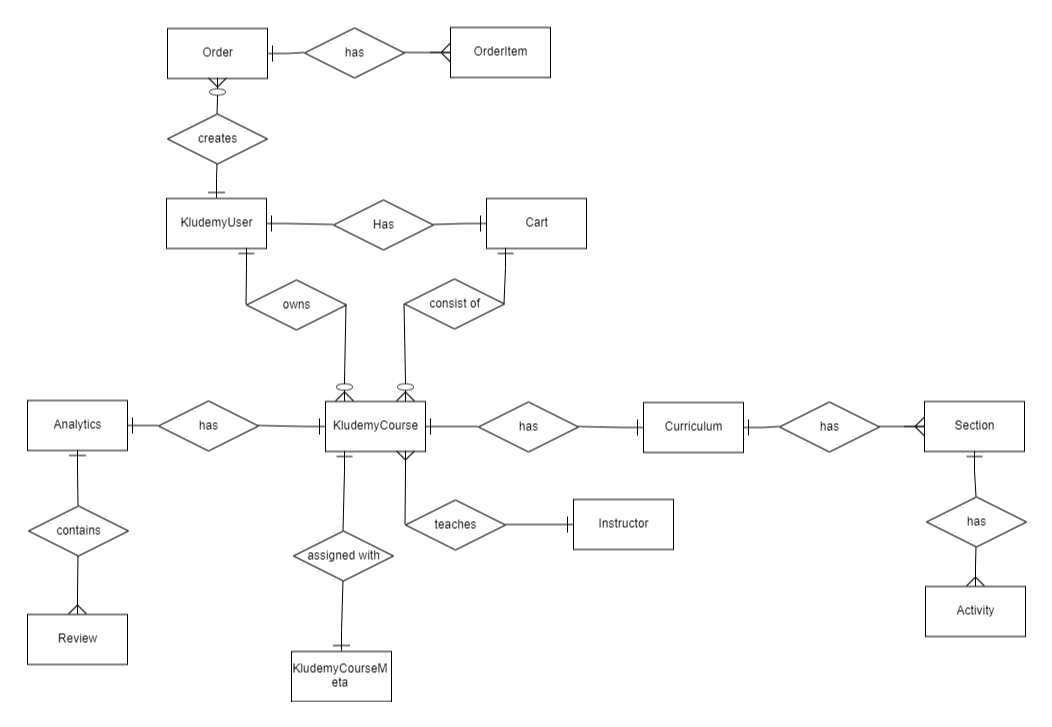 Order
has
OrderItem
creates
KludemyUser
Has
Cart
owns
consist of
Analytics
has
KludemyCourse
has
Curriculum
has
Section
contains
assigned with
teaches
Instructor
has
Review
KludemyCourseM
eta
Activity